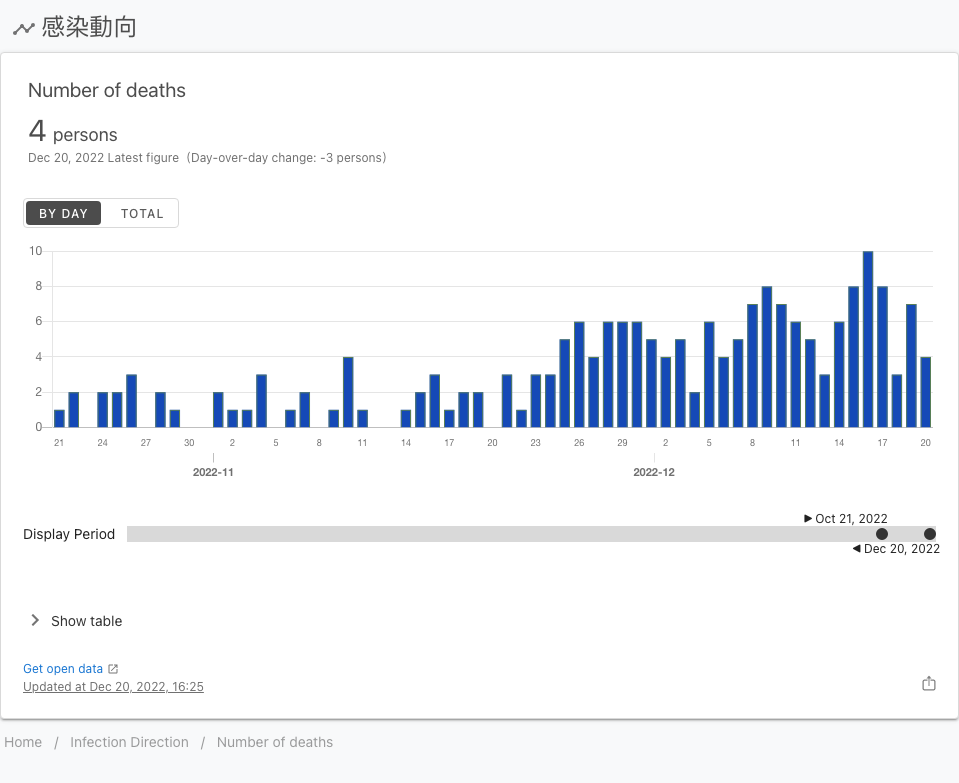 感染動向
Number of deaths
4 persons
Dec 20, 2022 Latest figure (Day-over-day change: -3 persons)
BY DAY TOTAL
10
8
6
4
2
0
21 24 27 30 2 5 8 11 14 17 20 23 26 29 2 5 8 11 14 17 20
2022-11 2022-12
Oct 21, 2022
Display Period
Dec 20, 2022
Show table
Get open data
Updated at Dec 20, 2022, 16:25
Home / Infection Direction / Number of deaths